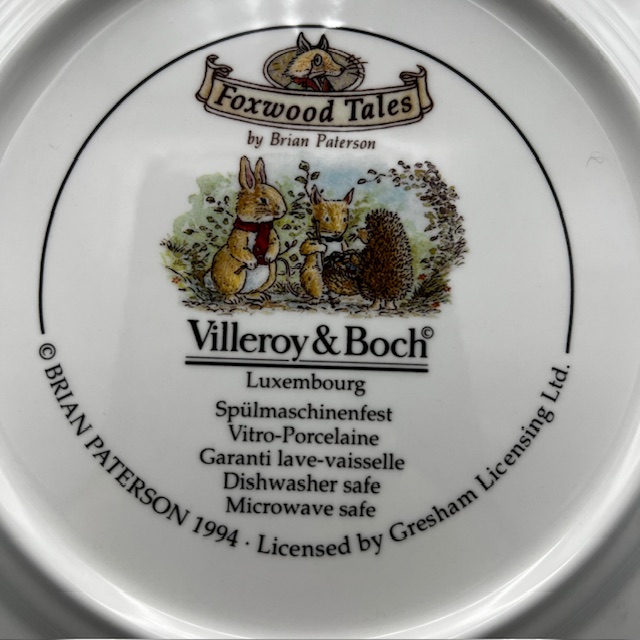 Foxwood Tales
by Brian Paterson
Villeroy & Boch©
Luxembourg
Spülmaschinenfest
Vitro-Porcelaine
Garanti lave-vaisselle
Dishwasher safe
Microwave safe
© BRIAN PATERSON 1994 · Licensed by Gresham Licensing Ltd.